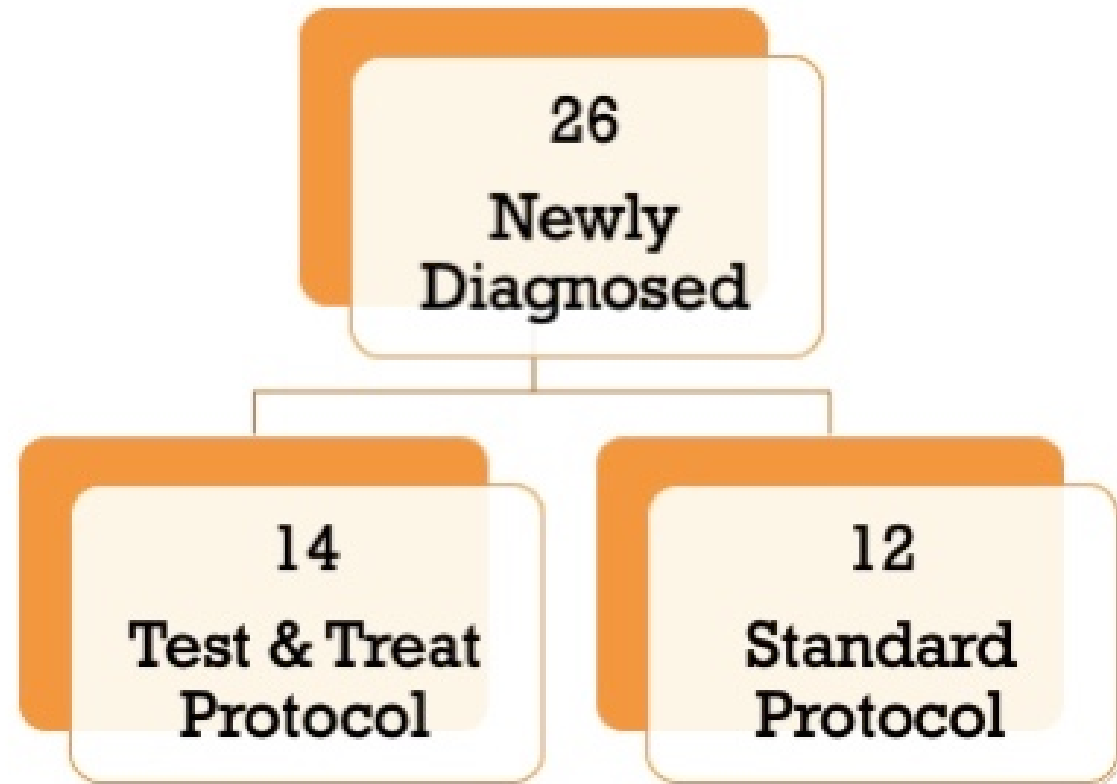 26
Newly
Diagnosed
14
Test & Treat
Protocol
12
Standard
Protocol